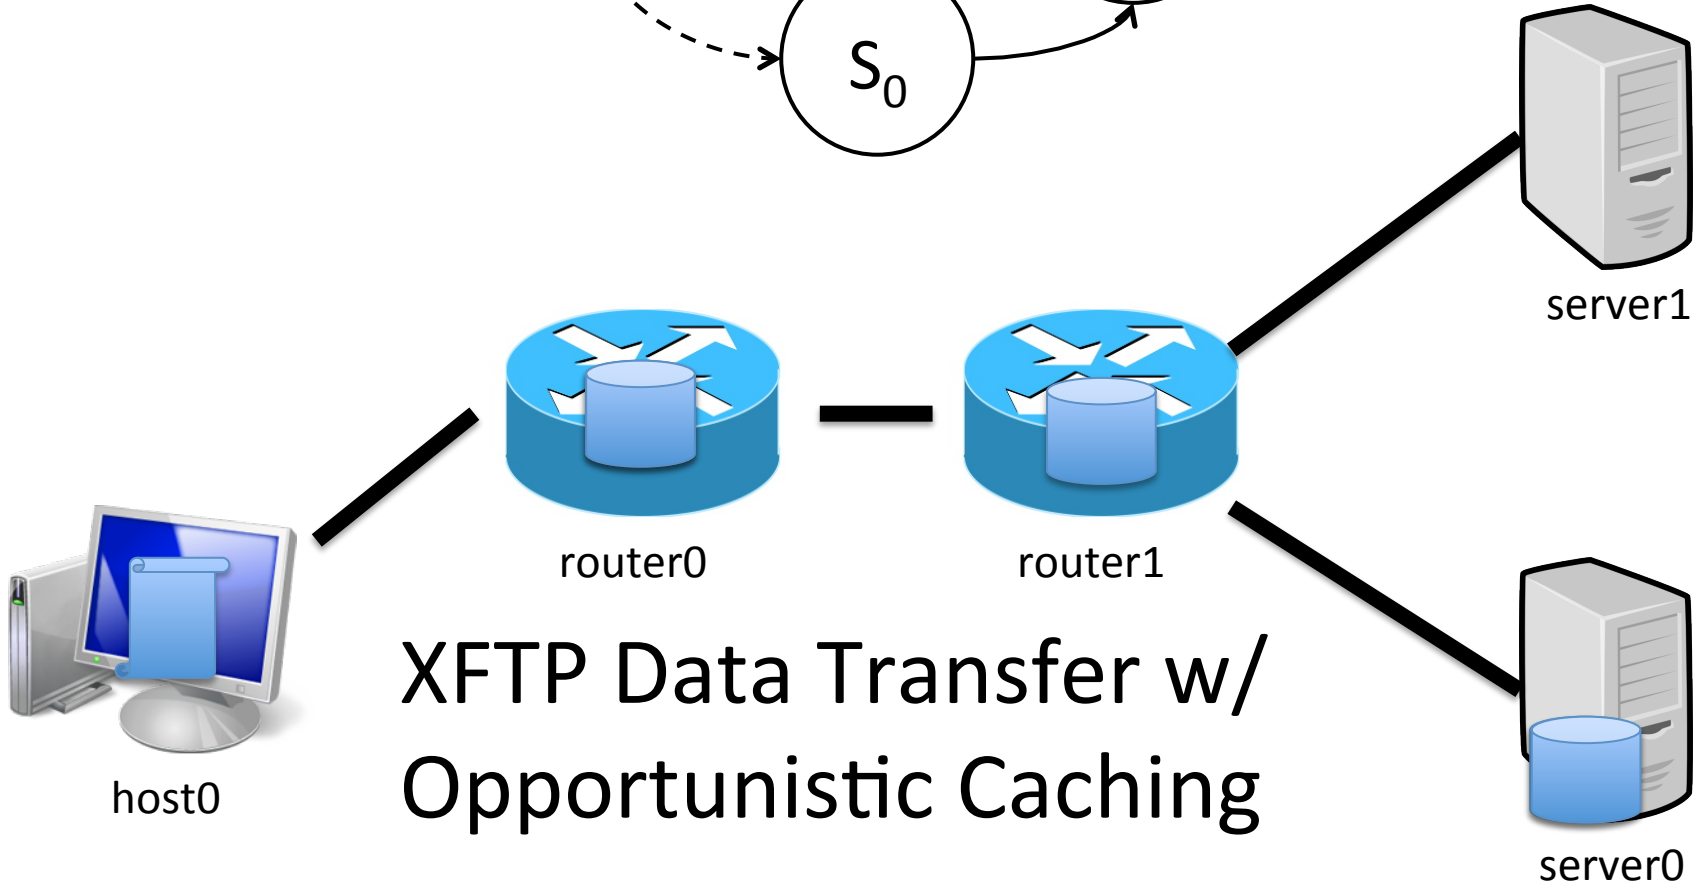 S0
server1
router0
router1
XFTP Data Transfer w/
Opportunistic Caching
host0
server0